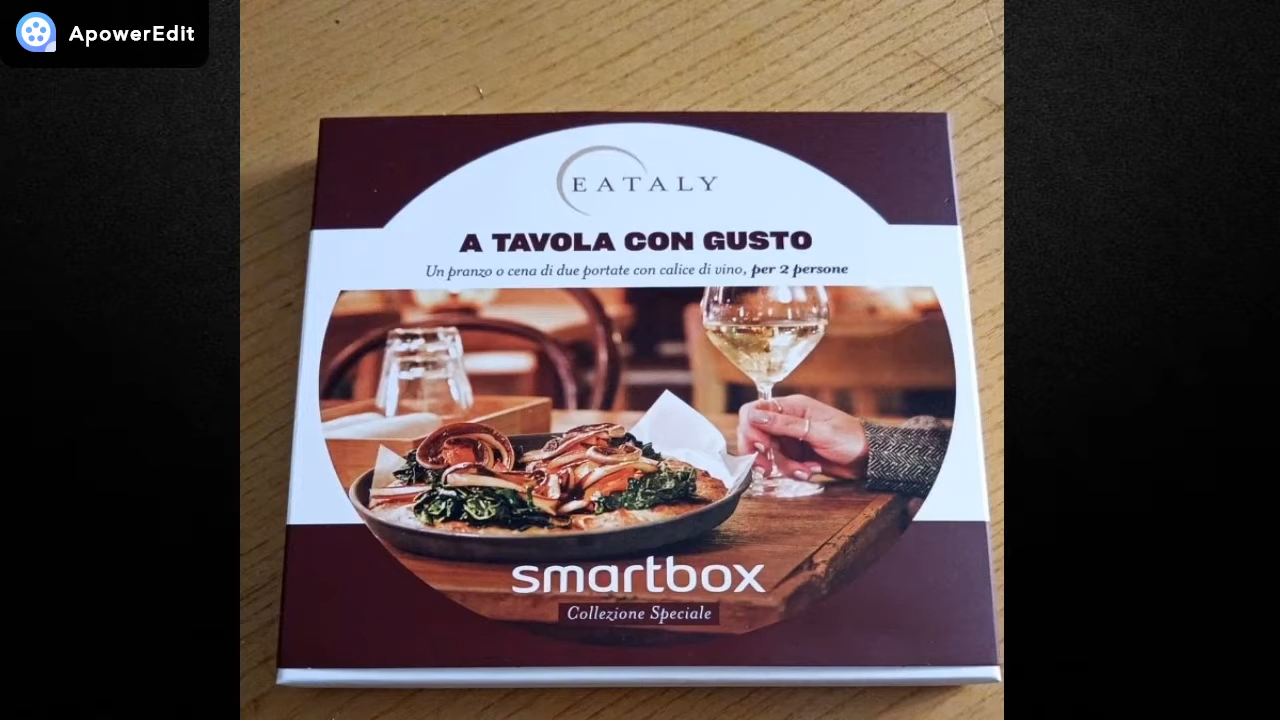 ApowerEdit
EATALY
A TAVOLA CON GUSTO
Un pranzo o cena di due portate con calice di vino, per 2 persone
smartbox
Collezione Speciale